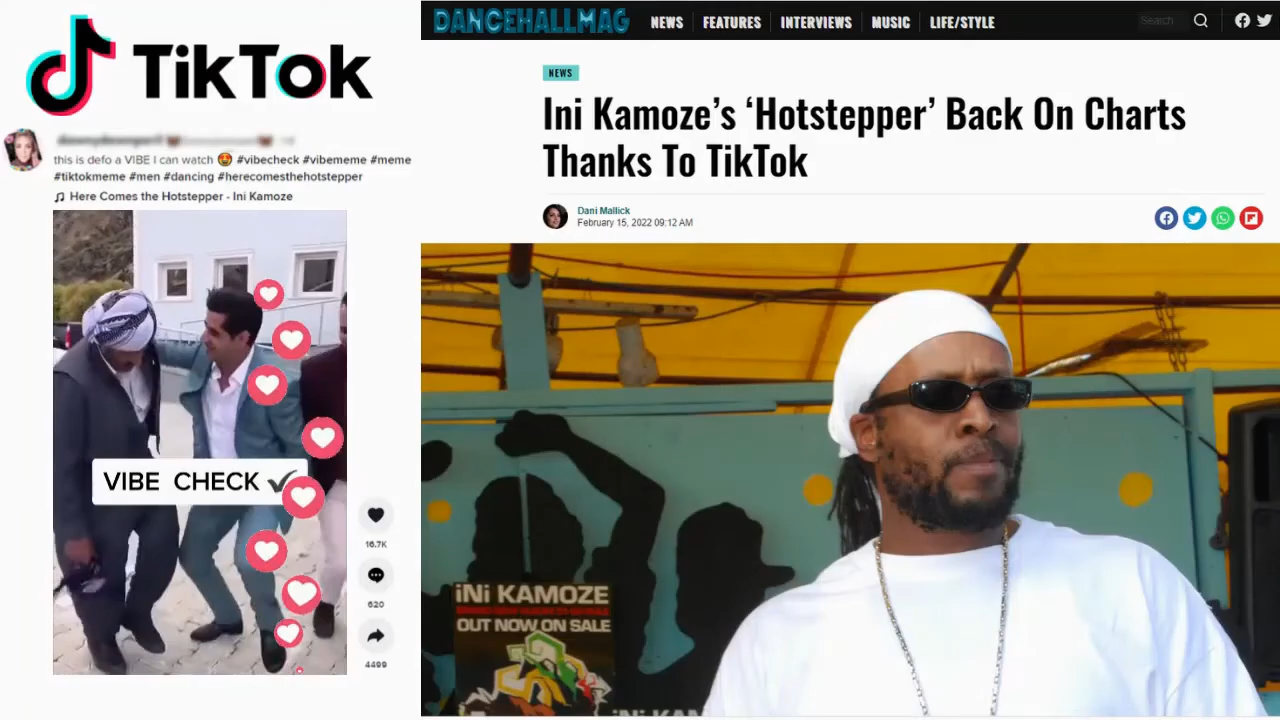 TikTok
this is defo a VIBE I can watch 😍 #vibecheck #vibememe #meme
#tiktokmeme #men #dancing #herecomesthehotstepper
Here Comes the Hotstepper - Ini Kamoze
VIBE CHECK ✓
16.7K
620
4499
DANCEHALLMAG
NEWS
FEATURES
INTERVIEWS
MUSIC
LIFE/STYLE
Search
NEWS
Ini Kamoze's 'Hotstepper' Back On Charts
Thanks To TikTok
Dani Mallick
February 15, 2022 09:12 AM
iNi KAMOZE
OUT NOW ON SALE
iNi KAM